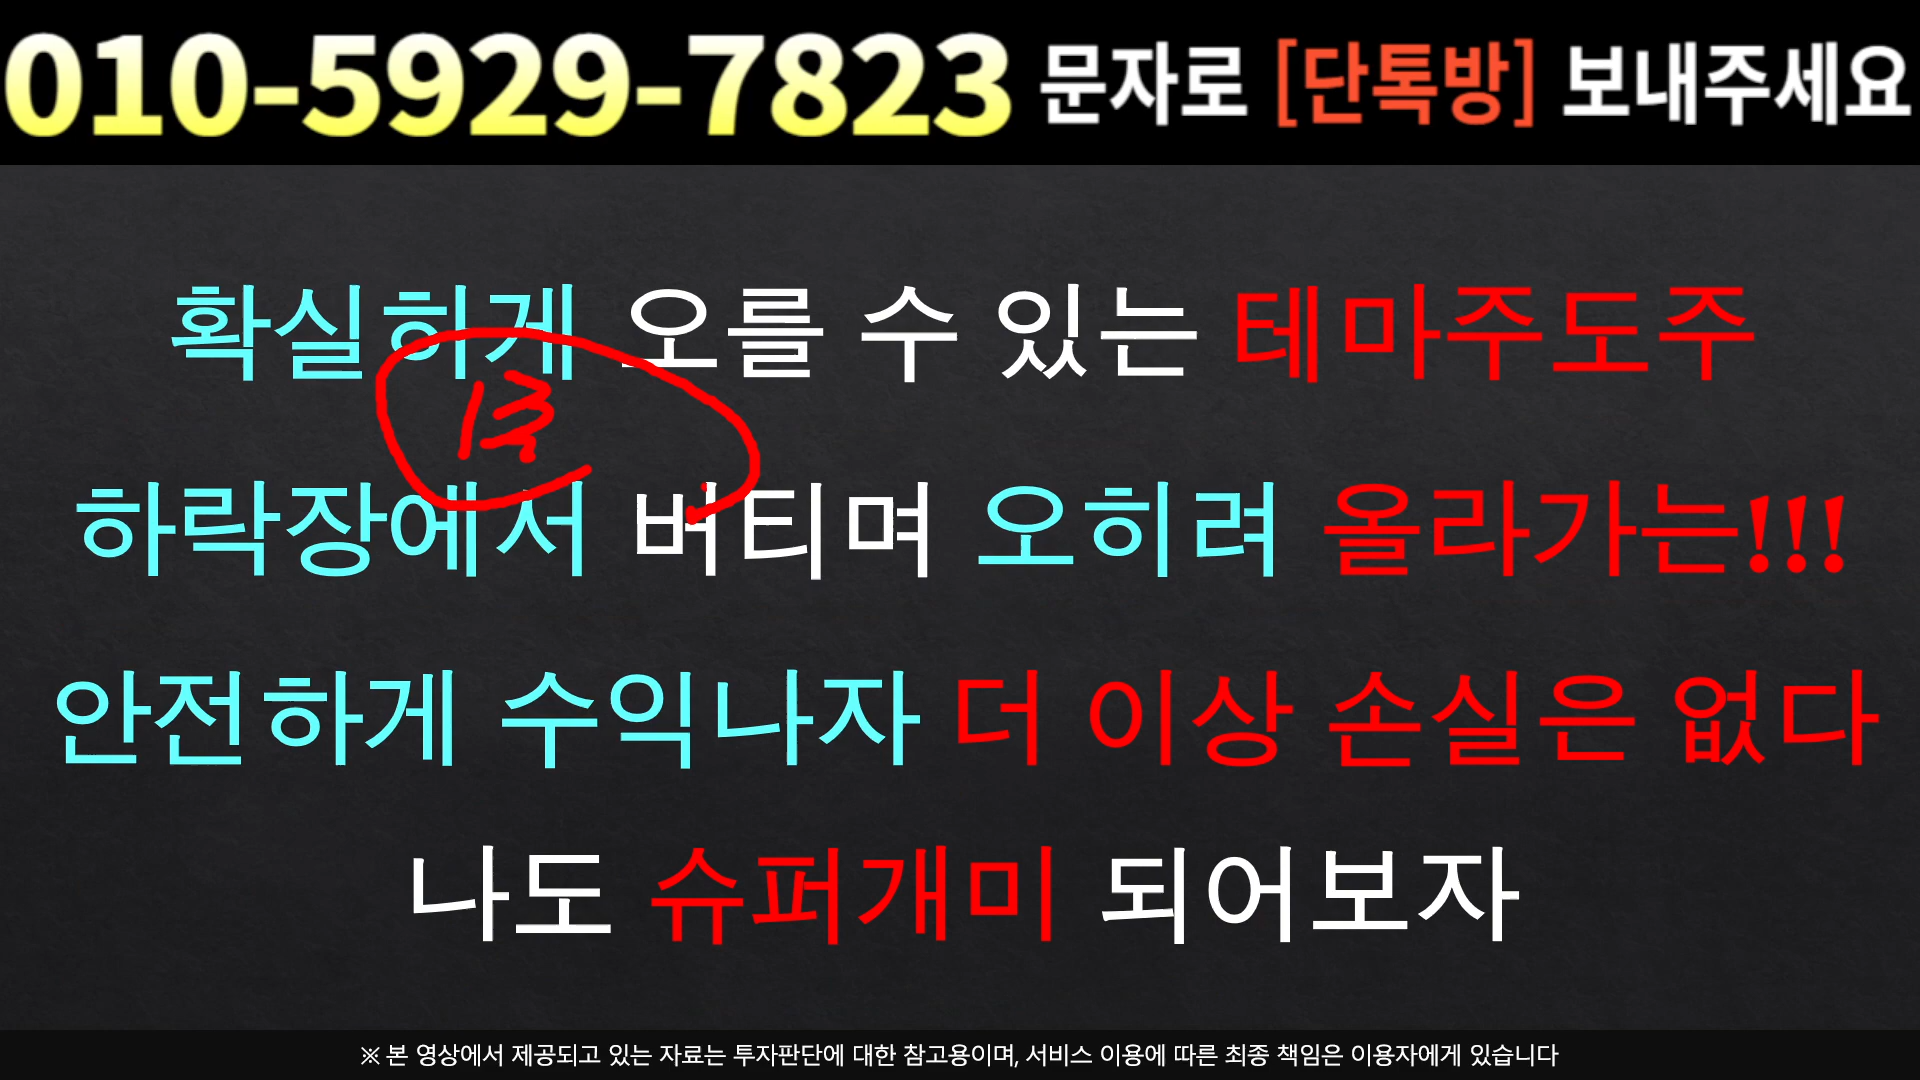 010-5929-7823 문자로 [단톡방] 보내주세요
확실하게 오를 수 있는 테마주도주
하락장에서 버티며 오히려 올라가는!!!
안전하게 수익나자 더 이상 손실은 없다
나도 슈퍼개미 되어보자
※ 본 영상에서 제공되고 있는 자료는 투자판단에 대한 참고용이며, 서비스 이용에 따른 최종 책임은 이용자에게 있습니다